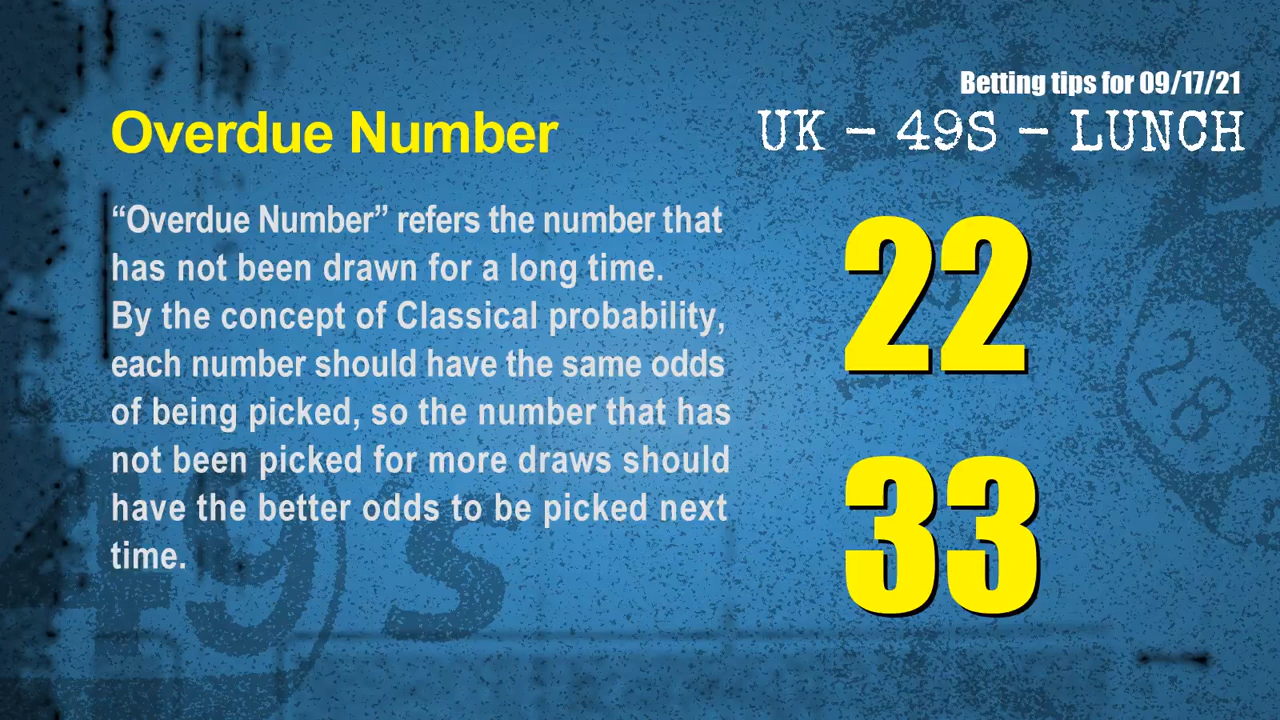 Betting tips for 09/17/21
UK - 49S - LUNCH
Overdue Number
“Overdue Number” refers the number that
has not been drawn for a long time.
By the concept of Classical probability,
each number should have the same odds
of being picked, so the number that has
not been picked for more draws should
have the better odds to be picked next
time.
22
33
28
49's